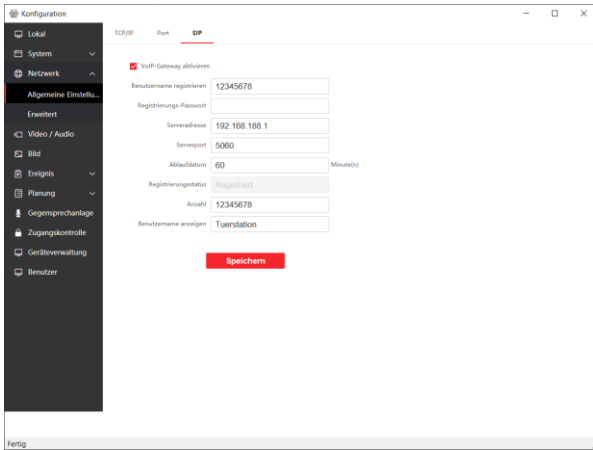 Konfiguration
Lokal
System
Netzwerk
Allgemeine Einstellu...
Erweitert
Video / Audio
Bild
Ereignis
Planung
Gegensprechanlage
Zugangskontrolle
Geräteverwaltung
Benutzer
TCP/IP Port SIP
VoIP-Gateway aktivieren
Benutzername registrieren 12345678
Registrierungs-Passwort
Serveradresse 192.168.188.1
Serverport 5060
Ablaufdatum 60 Minute(n)
Registrierungsstatus Registriert
Anzahl 12345678
Benutzername anzeigen Tuerstation
Speichern
Fertig